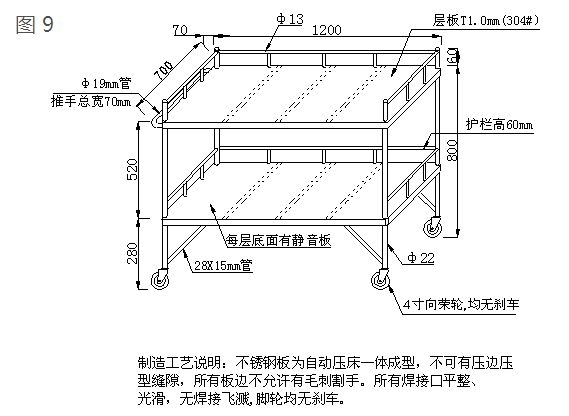 图 9
70
1200
φ13
层板T1.0mm(304#)
60
700
φ19mm管
推手总宽70mm
护栏高60mm
800
520
每层底面有静音板
280
28X15mm管
φ22
4寸向荣轮,均无刹车
制造工艺说明：不锈钢板为自动压床一体成型，不可有压边压
型缝隙，所有板边不允许有毛刺割手。所有焊接口平整、
光滑，无焊接飞溅,脚轮均无刹车。